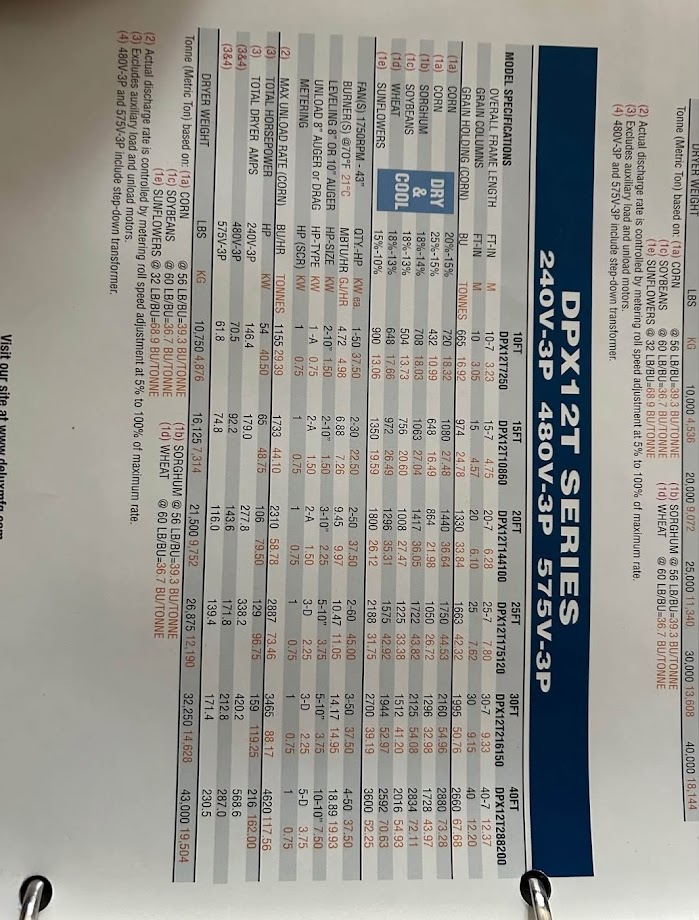 DRYER WEIGHT LBS KG 10,000 4,536 20,000 9,072 25,000 11,340 30,000 13,608 40,000 18,144
Tonne (Metric Ton) based on: (1a) CORN @ 56 LB/BU=39.3 BU/TONNE (1b) SORGHUM @ 56 LB/BU=39.3 BU/TONNE
(1c) SOYBEANS @ 60 LB/BU=36.7 BU/TONNE (1d) WHEAT @ 60 LB/BU=36.7 BU/TONNE
(1e) SUNFLOWERS @ 32 LB/BU=68.9 BU/TONNE
(2) Actual discharge rate is controlled by metering roll speed adjustment at 5% to 100% of maximum rate.
(3) Excludes auxiliary load and unload motors.
(4) 480V-3P and 575V-3P include step-down transformer.
DPX12T SERIES
240V-3P 480V-3P 575V-3P
10FT 15FT 20FT 25FT 30FT 40FT
MODEL SPECIFICATIONS DPX12T7250 DPX12T10860 DPX12T144100 DPX12T175120 DPX12T216150 DPX12T288200
OVERALL FRAME LENGTH FT-IN M 10-7 3.23 15-7 4.75 20-7 6.28 25-7 7.80 30-7 9.33 40-7 12.37
GRAIN COLUMNS FT-IN M 10 3.05 15 4.57 20 6.10 25 7.62 30 9.15 40 12.20
GRAIN HOLDING (CORN) BU TONNES 665 16.92 974 24.78 1330 33.84 1663 42.32 1995 50.76 2660 67.68
(1a) CORN 20%-15% 720 18.32 1080 27.48 1440 36.64 1750 44.53 2160 54.96 2880 73.28
(1a) CORN DRY 25%-15% 432 10.99 648 16.49 864 21.98 1050 26.72 1296 32.98 1728 43.97
(1b) SORGHUM & 18%-14% 708 18.03 1063 27.04 1417 36.05 1722 43.82 2125 54.08 2834 72.11
(1c) SOYBEANS COOL 18%-13% 504 13.73 756 20.60 1008 27.47 1225 33.38 1512 41.20 2016 54.93
(1d) WHEAT 18%-13% 648 17.66 972 26.49 1296 35.31 1575 42.92 1944 52.97 2592 70.63
(1e) SUNFLOWERS 15%-10% 900 13.06 1350 19.59 1800 26.12 2188 31.75 2700 39.19 3600 52.25
FAN(S) 1750RPM - 43" QTY.-HP KW ea. 1-50 37.50 2-30 22.50 2-50 37.50 2-60 45.00 3-50 37.50 4-50 37.50
BURNER(S) @70°F 21°C MBTU/HR GJ/HR 4.72 4.98 6.88 7.26 9.45 9.97 10.47 11.05 14.17 14.95 18.89 19.93
LEVELING 8" OR 10" AUGER HP-SIZE KW 2-10" 1.50 2-10" 1.50 3-10" 2.25 5-10" 3.75 5-10" 3.75 10-10" 7.50
UNLOAD 8" AUGER or DRAG HP-TYPE KW 1-A 0.75 2-A 1.50 2-A 1.50 3-D 2.25 3-D 2.25 5-D 3.75
METERING HP (SCR) KW 1 0.75 1 0.75 1 0.75 1 0.75 1 0.75 1 0.75
(2) MAX UNLOAD RATE (CORN) BU/HR TONNES 1155 29.39 1733 44.10 2310 58.78 2887 73.46 3465 88.17 4620 117.56
(3) TOTAL HORSEPOWER HP KW 54 40.50 65 48.75 106 79.50 129 96.75 159 119.25 216 162.00
(3) TOTAL DRYER AMPS 240V-3P 146.4 179.0 277.8 338.2 420.2 568.6
(3&4) 480V-3P 70.5 92.2 143.6 171.8 212.8 287.0
(3&4) 575V-3P 61.8 74.8 116.0 139.4 171.4 230.5
DRYER WEIGHT LBS KG 10,750 4,876 16,125 7,314 21,500 9,752 26,875 12,190 32,250 14,628 43,000 19,504
Tonne (Metric Ton) based on: (1a) CORN @ 56 LB/BU=39.3 BU/TONNE (1b) SORGHUM @ 56 LB/BU=39.3 BU/TONNE
(1c) SOYBEANS @ 60 LB/BU=36.7 BU/TONNE (1d) WHEAT @ 60 LB/BU=36.7 BU/TONNE
(1e) SUNFLOWERS @ 32 LB/BU=68.9 BU/TONNE
(2) Actual discharge rate is controlled by metering roll speed adjustment at 5% to 100% of maximum rate.
(3) Excludes auxiliary load and unload motors.
(4) 480V-3P and 575V-3P include step-down transformer.
Visit our site at www.deluxmfg.com